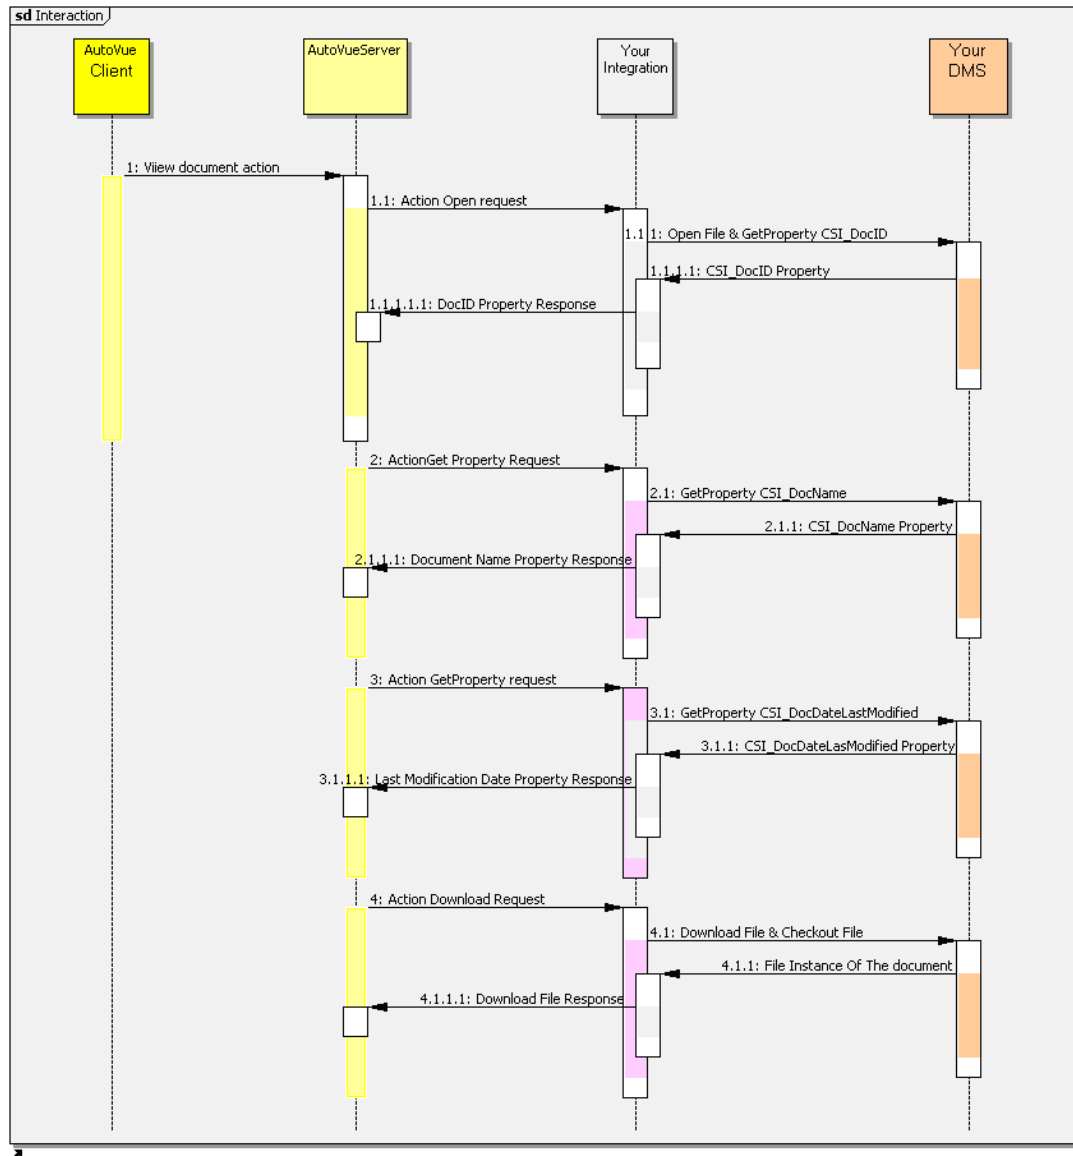 sd Interaction
AutoVue
Client
AutoVueServer
Your
Integration
Your
DMS
1: Viiew document action
1.1: Action Open request
1.1.1: Open File & GetProperty CSI_DocID
1.1.1.1: CSI_DocID Property
1.1.1.1.1: DocID Property Response
2: ActionGet Property Request
2.1: GetProperty CSI_DocName
2.1.1: CSI_DocName Property
2.1.1.1: Document Name Property Response
3: Action GetProperty request
3.1: GetProperty CSI_DocDateLastModified
3.1.1: CSI_DocDateLasModified Property
3.1.1.1: Last Modification Date Property Response
4: Action Download Request
4.1: Download File & Checkout File
4.1.1: File Instance Of The document
4.1.1.1: Download File Response